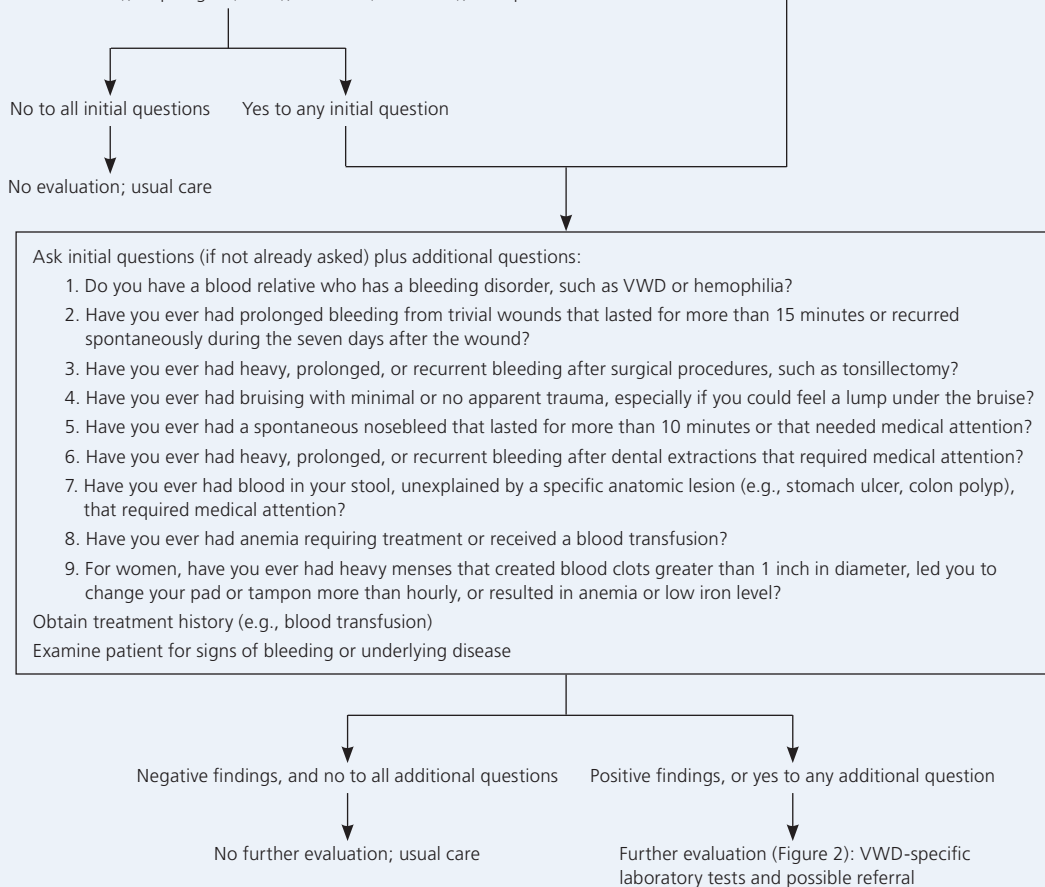 No to all initial questions
Yes to any initial question
No evaluation; usual care
Ask initial questions (if not already asked) plus additional questions:
1. Do you have a blood relative who has a bleeding disorder, such as VWD or hemophilia?
2. Have you ever had prolonged bleeding from trivial wounds that lasted for more than 15 minutes or recurred
spontaneously during the seven days after the wound?
3. Have you ever had heavy, prolonged, or recurrent bleeding after surgical procedures, such as tonsillectomy?
4. Have you ever had bruising with minimal or no apparent trauma, especially if you could feel a lump under the bruise?
5. Have you ever had a spontaneous nosebleed that lasted for more than 10 minutes or that needed medical attention?
6. Have you ever had heavy, prolonged, or recurrent bleeding after dental extractions that required medical attention?
7. Have you ever had blood in your stool, unexplained by a specific anatomic lesion (e.g., stomach ulcer, colon polyp),
that required medical attention?
8. Have you ever had anemia requiring treatment or received a blood transfusion?
9. For women, have you ever had heavy menses that created blood clots greater than 1 inch in diameter, led you to
change your pad or tampon more than hourly, or resulted in anemia or low iron level?
Obtain treatment history (e.g., blood transfusion)
Examine patient for signs of bleeding or underlying disease
Negative findings, and no to all additional questions
Positive findings, or yes to any additional question
No further evaluation; usual care
Further evaluation (Figure 2): VWD-specific
laboratory tests and possible referral